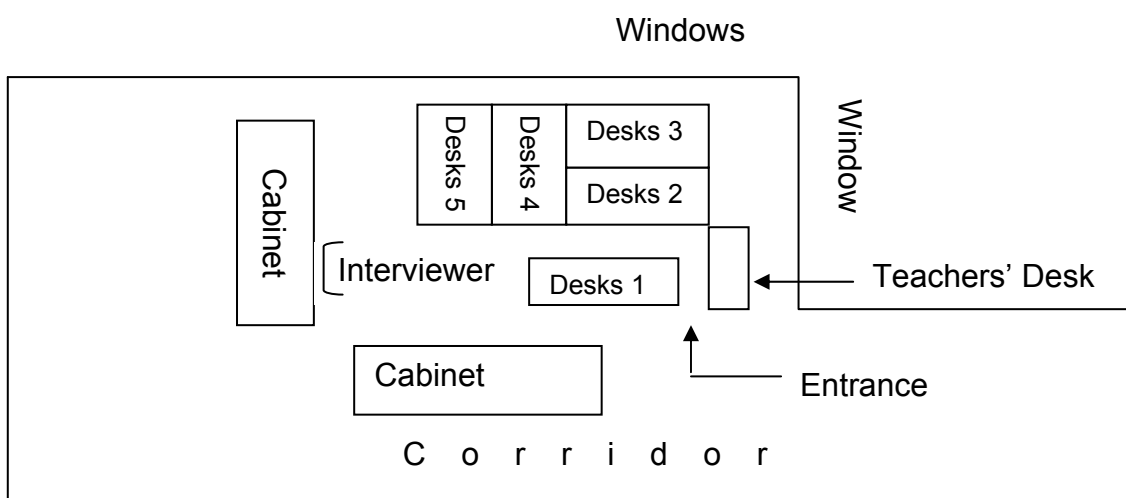 Windows
Window
Desks 3
Desks 5
Desks 4
Desks 2
Cabinet
Interviewer
Desks 1
Teachers’ Desk
Cabinet
Entrance
C o r r i d o r